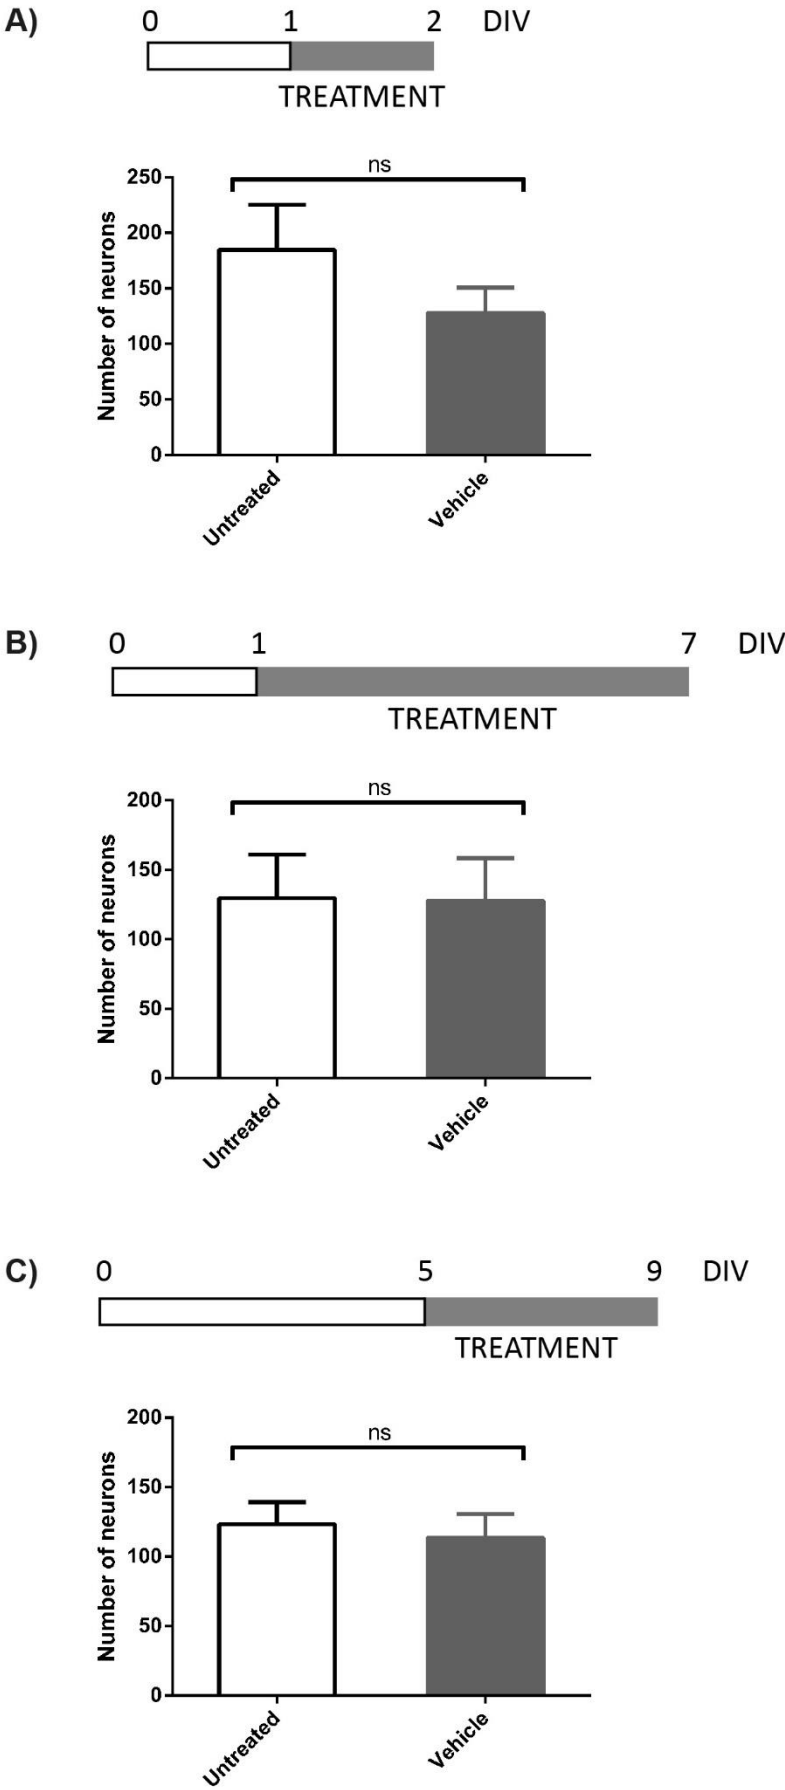 A) 0 1 2 DIV
TREATMENT
ns
Number of neurons
250
200
150
100
50
0
Untreated Vehicle
B) 0 1 7 DIV
TREATMENT
ns
Number of neurons
200
150
100
50
0
Untreated Vehicle
C) 0 5 9 DIV
TREATMENT
ns
Number of neurons
200
150
100
50
0
Untreated Vehicle